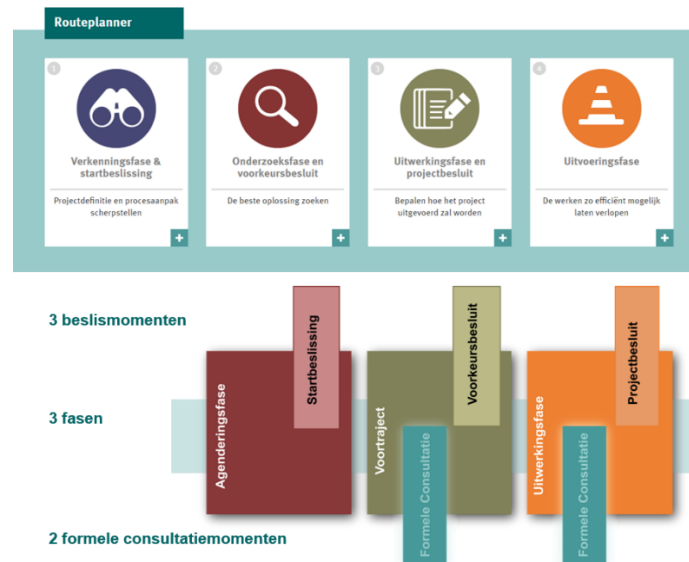 Routeplanner
1
Verkenningsfase &
startbeslissing
Projectdefinitie en procesaanpak
scherpstellen
+
2
Onderzoeksfase en
voorkeursbesluit
De beste oplossing zoeken
+
3
Uitwerkingsfase en
projectbesluit
Bepalen hoe het project
uitgevoerd zal worden
+
4
Uitvoeringsfase
De werken zo efficiënt mogelijk
laten verlopen
+
3 beslismomenten
3 fasen
2 formele consultatiemomenten
Agenderingsfase
Startbeslissing
Voortraject
Voorkeursbesluit
Formele Consultatie
Uitwerkingsfase
Projectbesluit
Formele Consultatie